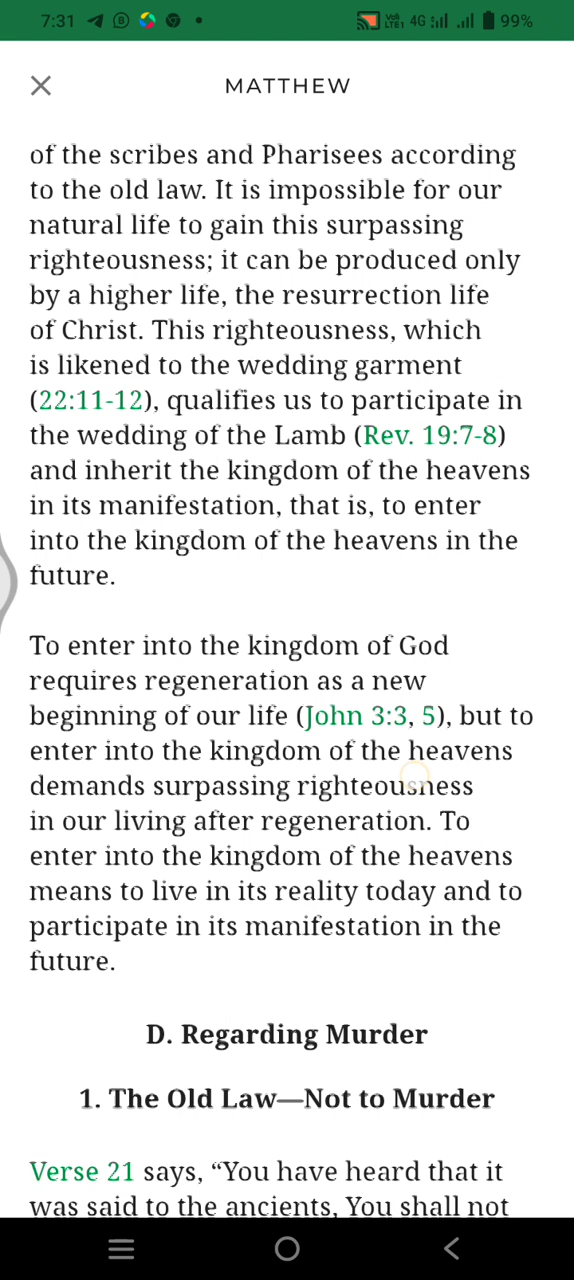 7:31
4G
99%
MATTHEW
of the scribes and Pharisees according
to the old law. It is impossible for our
natural life to gain this surpassing
righteousness; it can be produced only
by a higher life, the resurrection life
of Christ. This righteousness, which
is likened to the wedding garment
(22:11-12), qualifies us to participate in
the wedding of the Lamb (Rev. 19:7-8)
and inherit the kingdom of the heavens
in its manifestation, that is, to enter
into the kingdom of the heavens in the
future.
To enter into the kingdom of God
requires regeneration as a new
beginning of our life (John 3:3, 5), but to
enter into the kingdom of the heavens
demands surpassing righteousness
in our living after regeneration. To
enter into the kingdom of the heavens
means to live in its reality today and to
participate in its manifestation in the
future.
D. Regarding Murder
1. The Old Law—Not to Murder
Verse 21 says, “You have heard that it
was said to the ancients, You shall not